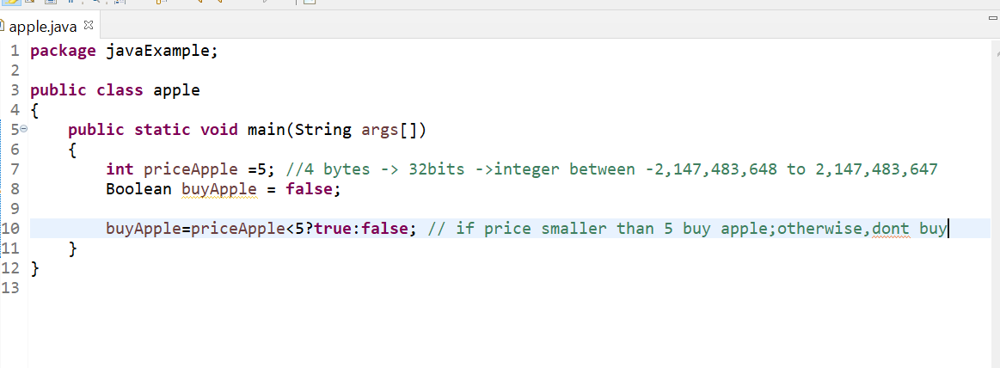 apple.java
1 package javaExample;
2
3 public class apple
4 {
5 public static void main(String args[])
6 {
7 int priceApple =5; //4 bytes -> 32bits ->integer between -2,147,483,648 to 2,147,483,647
8 Boolean buyApple = false;
9
10 buyApple=priceApple<5?true:false; // if price smaller than 5 buy apple;otherwise,dont buy
11 }
12 }
13